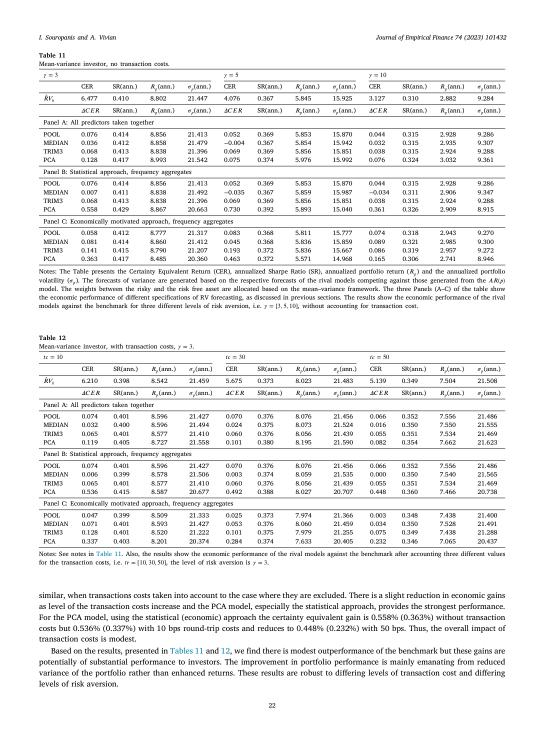 I. Souropanis and A. Vivian
Journal of Empirical Finance 74 (2023) 101432
Table 11
Mean-variance investor, no transaction costs.
γ = 3 γ = 5 γ = 10
CER SR(ann.) Rp(ann.) σp(ann.) CER SR(ann.) Rp(ann.) σp(ann.) CER SR(ann.) Rp(ann.) σp(ann.)
R̂V0 6.477 0.410 8.802 21.447 4.076 0.367 5.845 15.925 3.127 0.310 2.882 9.284
ΔCER SR(ann.) Rp(ann.) σp(ann.) ΔCER SR(ann.) Rp(ann.) σp(ann.) ΔCER SR(ann.) Rp(ann.) σp(ann.)
Panel A: All predictors taken together
POOL 0.076 0.414 8.856 21.413 0.052 0.369 5.853 15.870 0.044 0.315 2.928 9.286
MEDIAN 0.036 0.412 8.858 21.479 −0.004 0.367 5.854 15.942 0.032 0.315 2.935 9.307
TRIM3 0.068 0.413 8.838 21.396 0.069 0.369 5.856 15.851 0.038 0.315 2.924 9.288
PCA 0.128 0.417 8.993 21.542 0.075 0.374 5.976 15.992 0.076 0.324 3.032 9.361
Panel B: Statistical approach, frequency aggregates
POOL 0.076 0.414 8.856 21.413 0.052 0.369 5.853 15.870 0.044 0.315 2.928 9.286
MEDIAN 0.007 0.411 8.838 21.492 −0.035 0.367 5.859 15.987 −0.034 0.311 2.906 9.347
TRIM3 0.068 0.413 8.838 21.396 0.069 0.369 5.856 15.851 0.038 0.315 2.924 9.288
PCA 0.558 0.429 8.867 20.663 0.730 0.392 5.893 15.040 0.361 0.326 2.909 8.915
Panel C: Economically motivated approach, frequency aggregates
POOL 0.058 0.412 8.777 21.317 0.083 0.368 5.811 15.777 0.074 0.318 2.943 9.270
MEDIAN 0.081 0.414 8.860 21.412 0.045 0.368 5.836 15.859 0.089 0.321 2.985 9.300
TRIM3 0.141 0.415 8.790 21.207 0.193 0.372 5.836 15.667 0.086 0.319 2.957 9.272
PCA 0.363 0.417 8.485 20.360 0.463 0.372 5.571 14.968 0.165 0.306 2.741 8.946
Notes: The Table presents the Certainty Equivalent Return (CER), annualized Sharpe Ratio (SR), annualized portfolio return (Rp) and the annualized portfolio
volatility (σp). The forecasts of variance are generated based on the respective forecasts of the rival models competing against those generated from the AR(p)
model. The weights between the risky and the risk free asset are allocated based on the mean–variance framework. The three Panels (A–C) of the table show
the economic performance of different specifications of RV forecasting, as discussed in previous sections. The results show the economic performance of the rival
models against the benchmark for three different levels of risk aversion, i.e. γ = [3, 5, 10], without accounting for transaction cost.
Table 12
Mean-variance investor, with transaction costs, γ = 3.
tc = 10 tc = 30 tc = 50
CER SR(ann.) Rp(ann.) σp(ann.) CER SR(ann.) Rp(ann.) σp(ann.) CER SR(ann.) Rp(ann.) σp(ann.)
R̂V0 6.210 0.398 8.542 21.459 5.675 0.373 8.023 21.483 5.139 0.349 7.504 21.508
ΔCER SR(ann.) Rp(ann.) σp(ann.) ΔCER SR(ann.) Rp(ann.) σp(ann.) ΔCER SR(ann.) Rp(ann.) σp(ann.)
Panel A: All predictors taken together
POOL 0.074 0.401 8.596 21.427 0.070 0.376 8.076 21.456 0.066 0.352 7.556 21.486
MEDIAN 0.032 0.400 8.596 21.494 0.024 0.375 8.073 21.524 0.016 0.350 7.550 21.555
TRIM3 0.065 0.401 8.577 21.410 0.060 0.376 8.056 21.439 0.055 0.351 7.534 21.469
PCA 0.119 0.405 8.727 21.558 0.101 0.380 8.195 21.590 0.082 0.354 7.662 21.623
Panel B: Statistical approach, frequency aggregates
POOL 0.074 0.401 8.596 21.427 0.070 0.376 8.076 21.456 0.066 0.352 7.556 21.486
MEDIAN 0.006 0.399 8.578 21.506 0.003 0.374 8.059 21.535 0.000 0.350 7.540 21.565
TRIM3 0.065 0.401 8.577 21.410 0.060 0.376 8.056 21.439 0.055 0.351 7.534 21.469
PCA 0.536 0.415 8.587 20.677 0.492 0.388 8.027 20.707 0.448 0.360 7.466 20.738
Panel C: Economically motivated approach, frequency aggregates
POOL 0.047 0.399 8.509 21.333 0.025 0.373 7.974 21.366 0.003 0.348 7.438 21.400
MEDIAN 0.071 0.401 8.593 21.427 0.053 0.376 8.060 21.459 0.034 0.350 7.528 21.491
TRIM3 0.128 0.401 8.520 21.222 0.101 0.375 7.979 21.255 0.075 0.349 7.438 21.288
PCA 0.337 0.403 8.201 20.374 0.284 0.374 7.633 20.405 0.232 0.346 7.065 20.437
Notes: See notes in Table 11. Also, the results show the economic performance of the rival models against the benchmark after accounting three different values
for the transaction costs, i.e. tc = [10, 30, 50], the level of risk aversion is γ = 3.
similar, when transactions costs taken into account to the case where they are excluded. There is a slight reduction in economic gains
as level of the transaction costs increase and the PCA model, especially the statistical approach, provides the strongest performance.
For the PCA model, using the statistical (economic) approach the certainty equivalent gain is 0.558% (0.363%) without transaction
costs but 0.536% (0.337%) with 10 bps round-trip costs and reduces to 0.448% (0.232%) with 50 bps. Thus, the overall impact of
transaction costs is modest.
Based on the results, presented in Tables 11 and 12, we find there is modest outperformance of the benchmark but these gains are
potentially of substantial performance to investors. The improvement in portfolio performance is mainly emanating from reduced
variance of the portfolio rather than enhanced returns. These results are robust to differing levels of transaction cost and differing
levels of risk aversion.
22